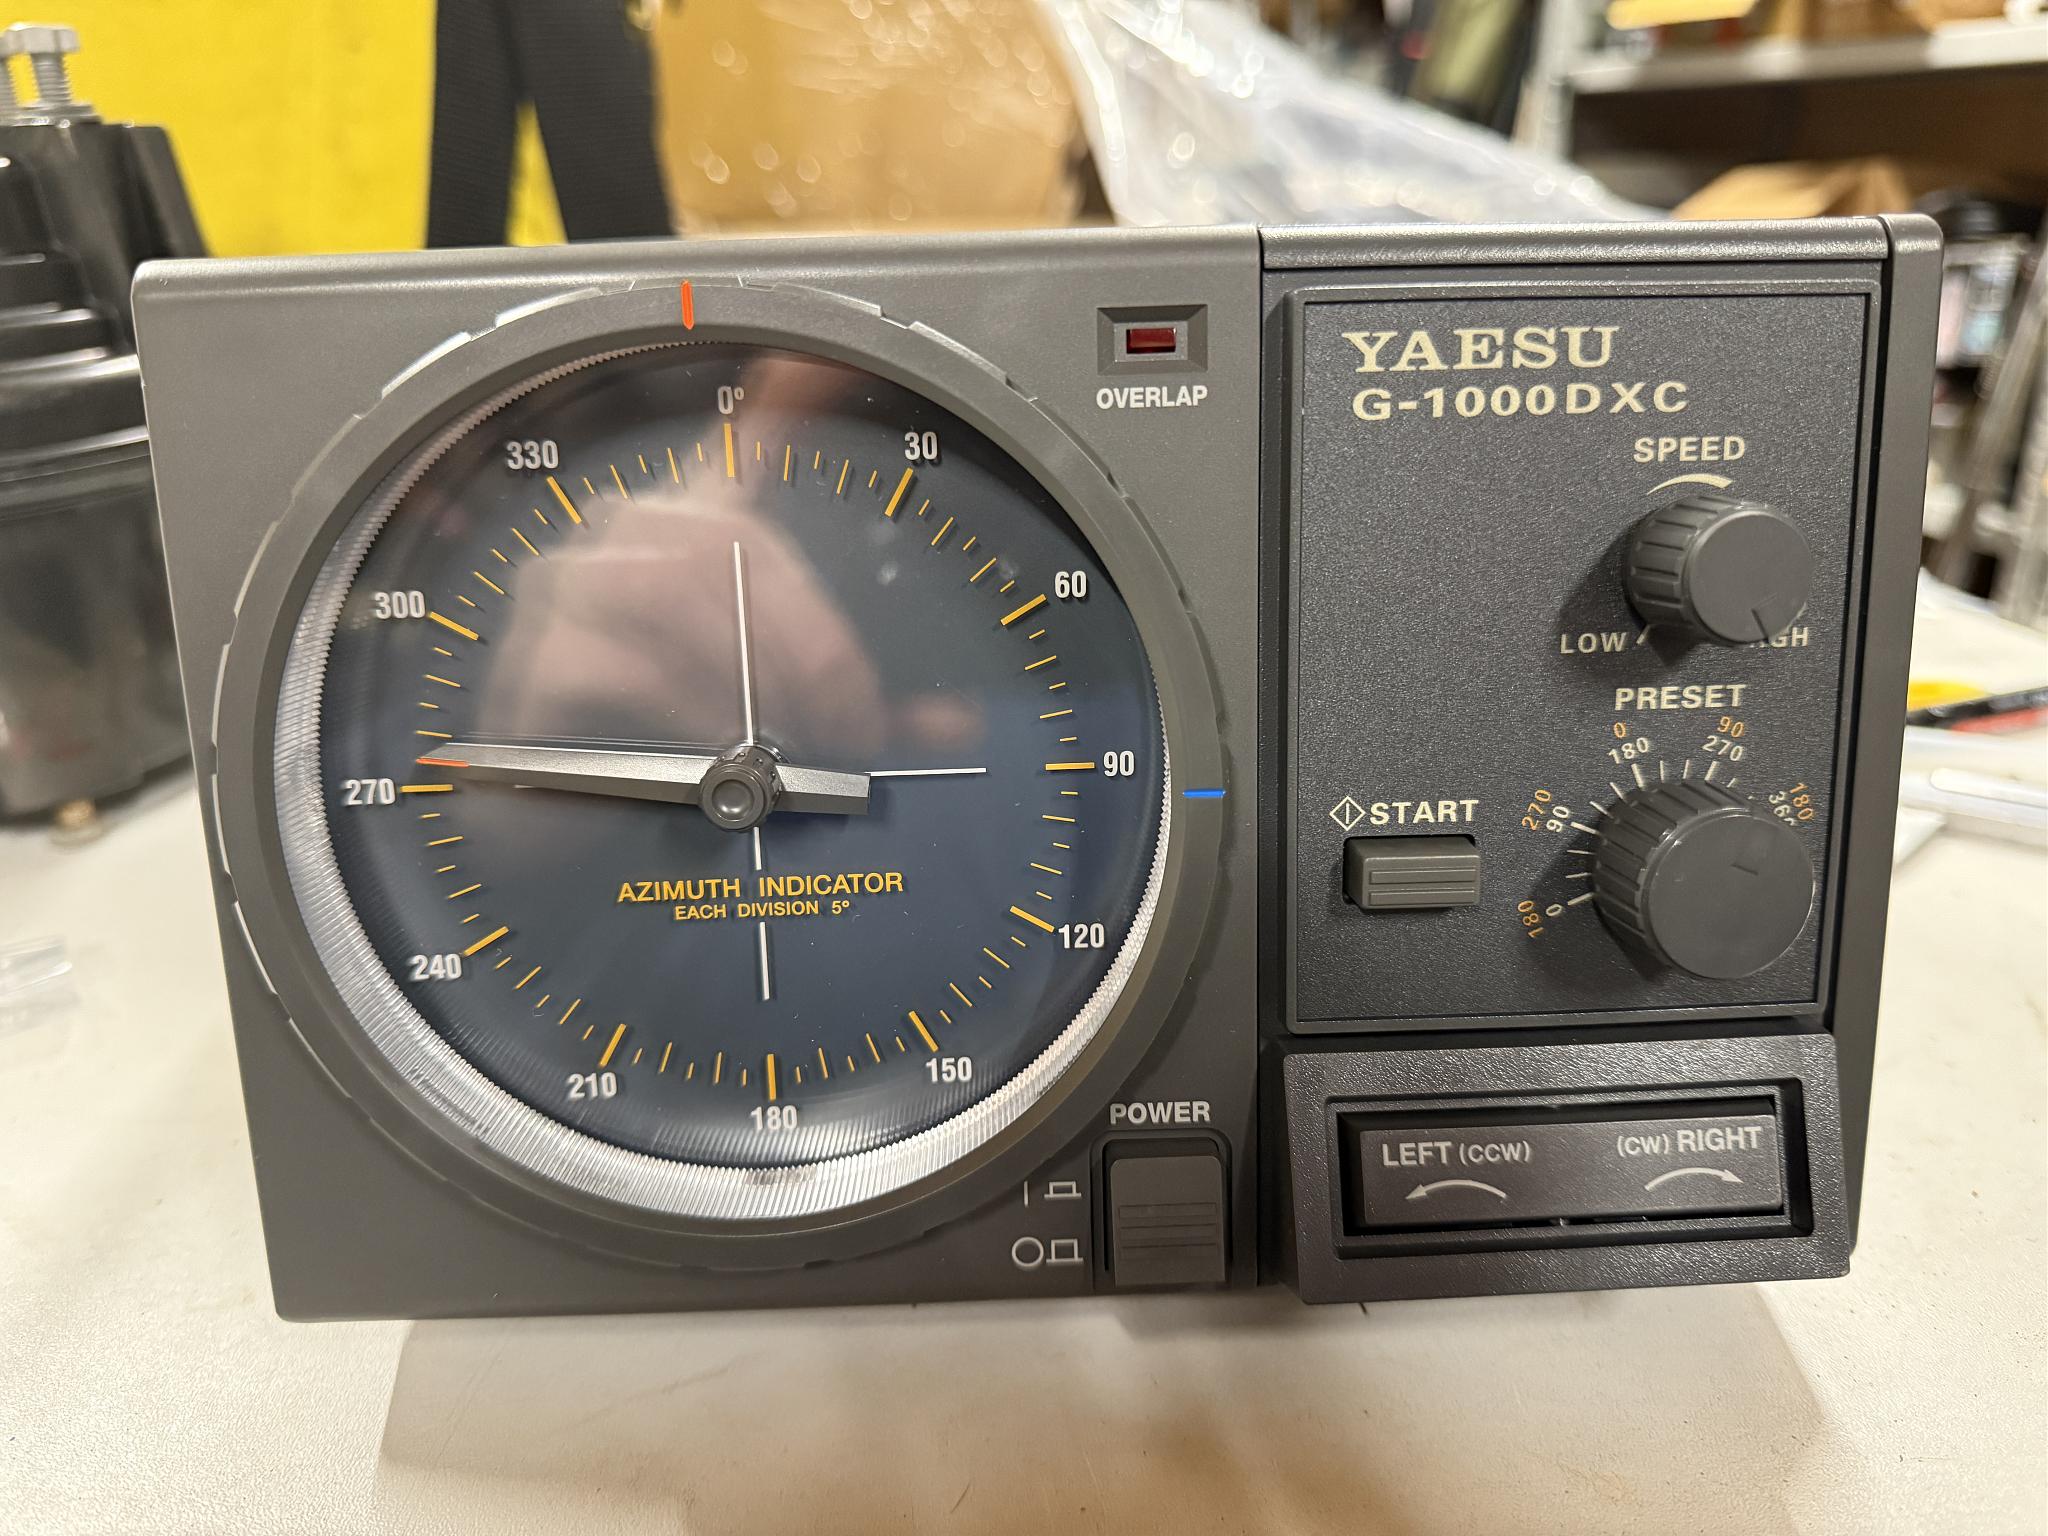 0°
30
60
90
120
150
180
210
240
270
300
330
AZIMUTH INDICATOR
EACH DIVISION 5°
OVERLAP
POWER
YAESU
G-1000DXC
SPEED
LOW
PRESET
0 90
180 270
270 180
90
180
0
START
LEFT (CCW) (CW) RIGHT